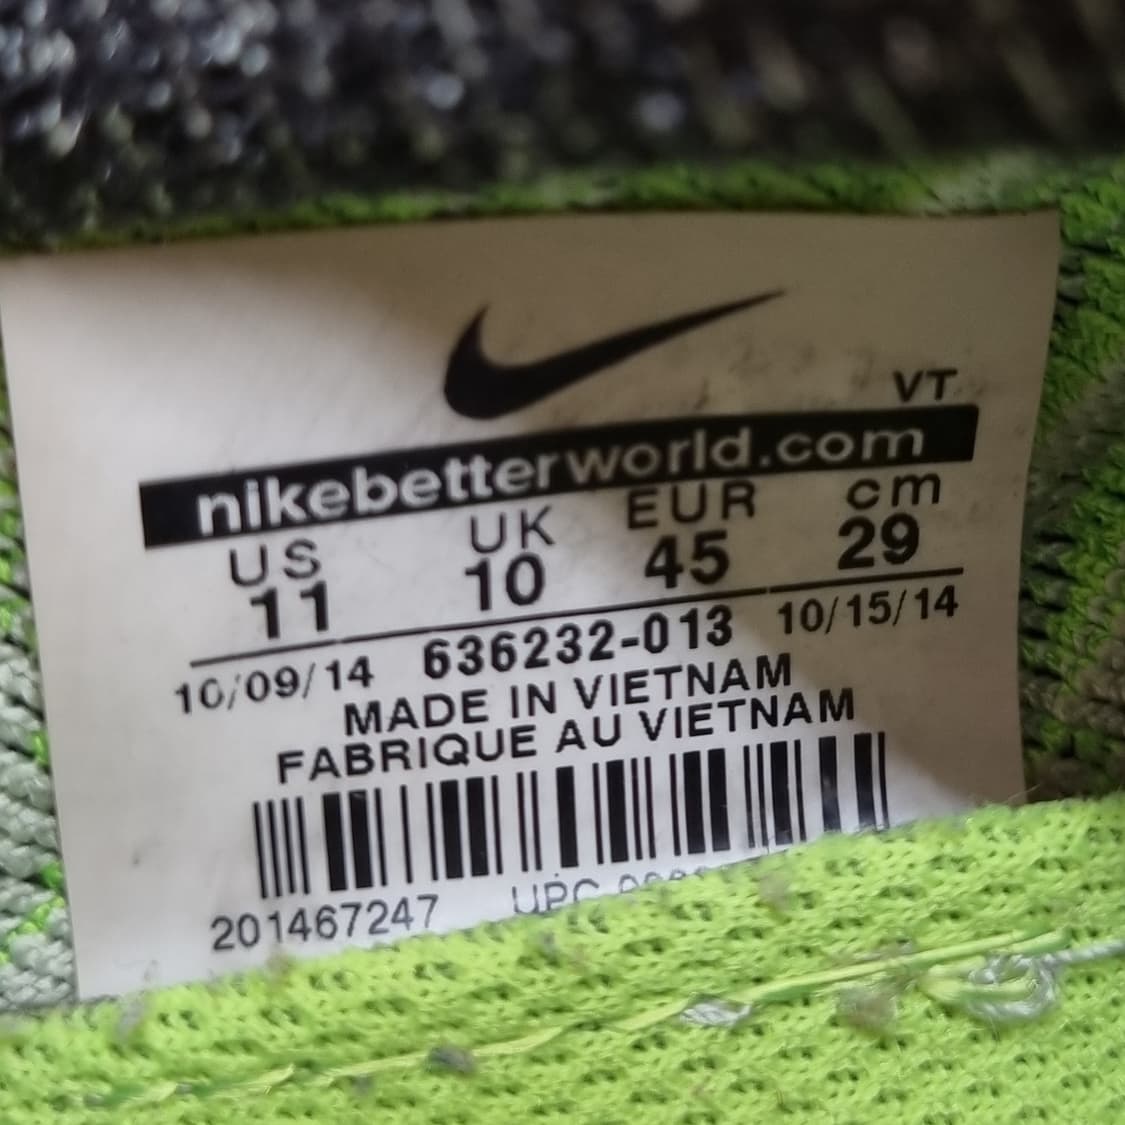 VT
nikebetterworld.com
US UK EUR cm
11 10 45 29
10/09/14 636232-013 10/15/14
MADE IN VIETNAM
FABRIQUE AU VIETNAM
201467247 UPC